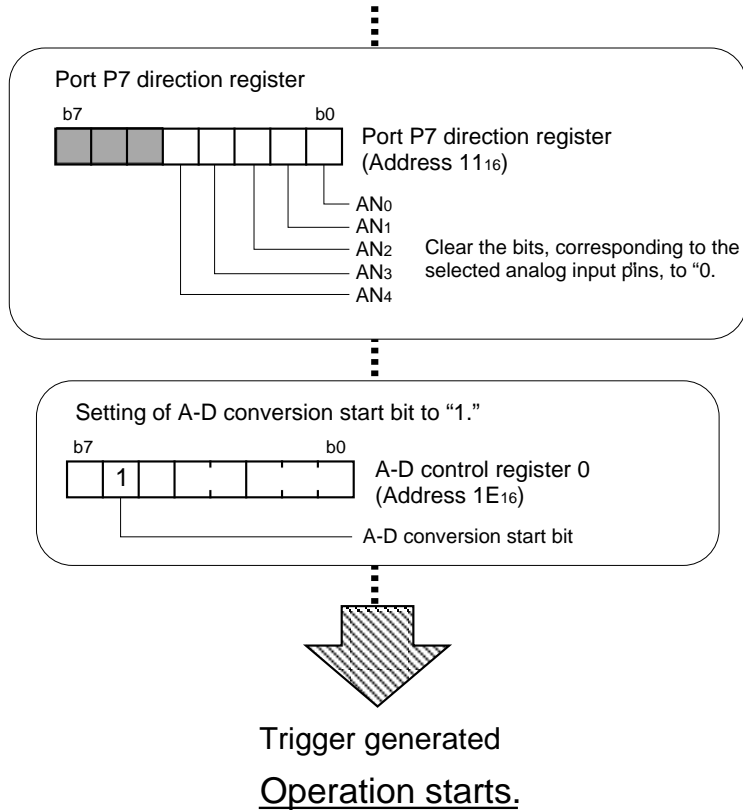 Port P7 direction register
b7 b0
Port P7 direction register
(Address 1116)
AN0
AN1
AN2
AN3
AN4
Clear the bits, corresponding to the
selected analog input pins, to “0.
Setting of A-D conversion start bit to “1.”
b7 b0
1
A-D control register 0
(Address 1E16)
A-D conversion start bit
Trigger generated
Operation starts.